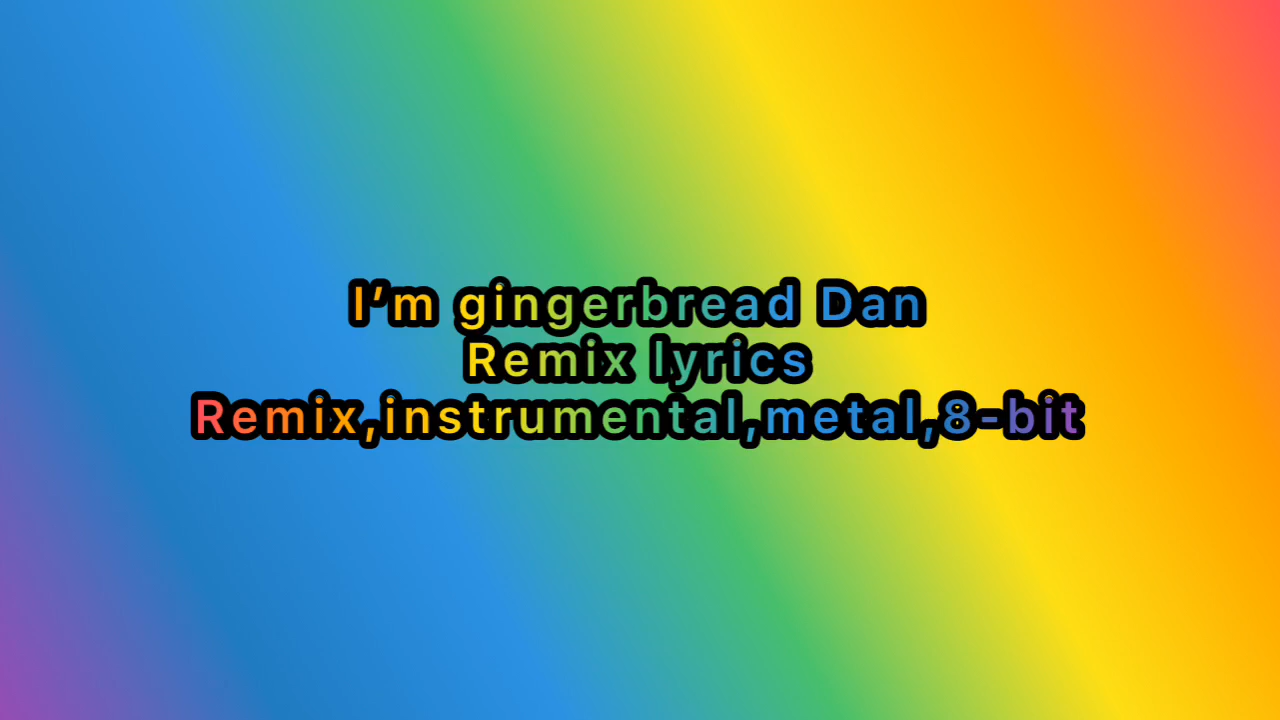 I’m gingerbread Dan
Remix lyrics
Remix,instrumental,metal,8-bit